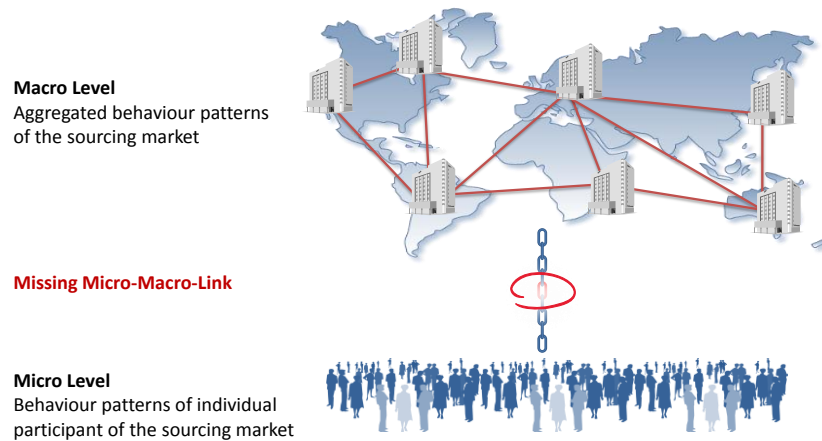 Macro Level
Aggregated behaviour patterns
of the sourcing market
Missing Micro-Macro-Link
Micro Level
Behaviour patterns of individual
participant of the sourcing market